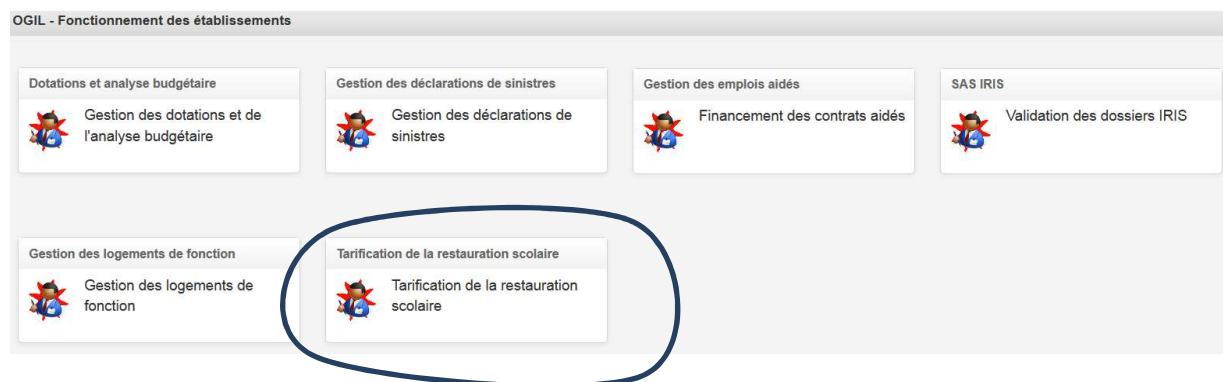 OGIL - Fonctionnement des établissements
Dotations et analyse budgétaire
Gestion des dotations et de
l'analyse budgétaire
Gestion des déclarations de sinistres
Gestion des déclarations de
sinistres
Gestion des emplois aidés
Financement des contrats aidés
SAS IRIS
Validation des dossiers IRIS
Gestion des logements de fonction
Gestion des logements de
fonction
Tarification de la restauration scolaire
Tarification de la restauration
scolaire